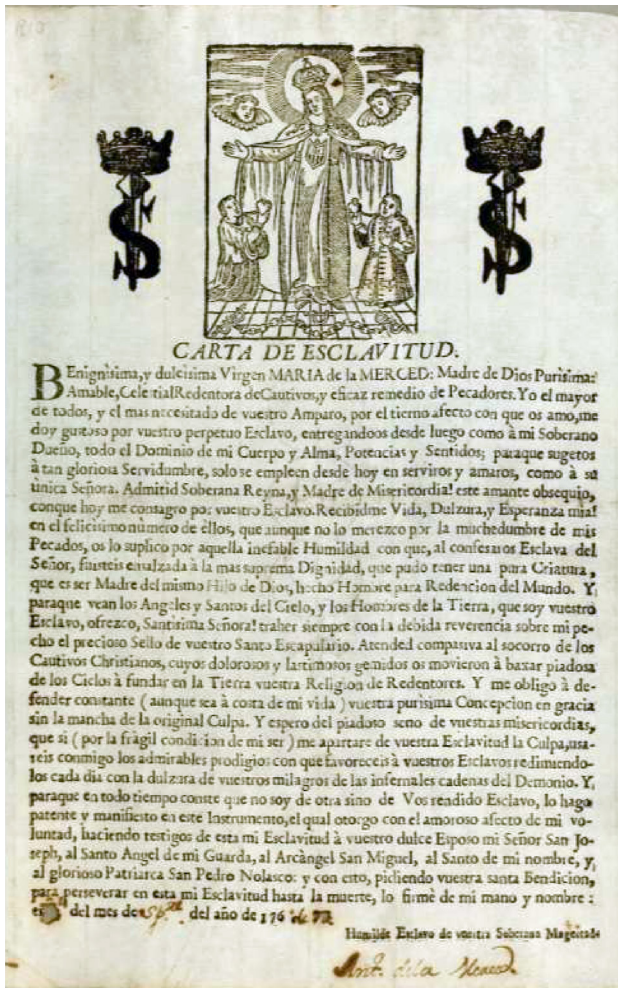 CARTA DE ESCLAVITUD.
BEnignìsima, y dulcisima Virgen MARIA de la MERCED: Madre de Dios Purisima:
Amable, Celestial Redentora de Cautivos, y eficaz remedio de Pecadores. Yo el mayor
de todos, y el mas necesitado de vuestro Amparo, por el tierno afecto con que os amo, me
doy gustoso por vuestro perpetuo Esclavo, entregandoos desde luego como à mi Soberano
Dueño, todo el Dominio de mi Cuerpo y Alma, Potencias y Sentidos; paraque sugetos
à tan gloriosa Servidumbre, solo se empleen desde hoy en serviros y amaros, como à su
ùnica Señora. Admitid Soberana Reyna, y Madre de Misericordia! este amante obsequio,
conque hoy me consagro por vuestro Esclavo. Recibidme Vida, Dulzura, y Esperanza mia!
en el felicisimo número de ellos, que aunque no lo merezco por la muchedumbre de mis
Pecados, os lo suplico por aquella inefable Humildad con que, al confesaros Esclava del
Señor, fuisteis ensalzada à la mas suprema Dignidad, que pudo tener una pura Criatura,
que es ser Madre del mismo Hijo de Dios, hecho Hombre para Redencion del Mundo. Y
paraque vean los Angeles y Santos del Cielo, y los Hombres de la Tierra, que soy vuestro
Esclavo, ofrezco, Santisima Señora! traher siempre con la debida reverencia sobre mi pe-
cho el precioso Sello de vuestro Santo Escapulario. Atended compasiva al socorro de los
Cautivos Christianos, cuyos dolorosos y lastimosos gemidos os movieron à baxar piadosa
de los Cielos à fundar en la Tierra vuestra Religion de Redentores. Y me obligo à de-
fender constante ( aunque sea à costa de mi vida ) vuestra purisima Concepcion en gracia
sin la mancha de la original Culpa. Y espero del piadoso seno de vuestras misericordias,
que si ( por la fràgil condicion de mi ser ) me apartare de vuestra Esclavitud la Culpa, usa-
reis conmigo los admirables prodigios con que favoreceis à vuestros Esclavos redimiendo-
los cada dia con la dulzura de vuestros milagros de las infernales cadenas del Demonio. Y,
paraque en todo tiempo conste que no soy de otra sino de Vos rendido Esclavo, lo hago
patente y manifiesto en este Instrumento, el qual otorgo con el amoroso afecto de mi vo-
luntad, haciendo testigos de esta mi Esclavitud à vuestro dulce Esposo mi Señor San Jo-
seph, al Santo Angel de mi Guarda, al Arcàngel San Miguel, al Santo de mi nombre, y,
al glorioso Patriarca San Pedro Nolasco: y con esto, pidiendo vuestra santa Bendicion,
para perseverar en esta mi Esclavitud hasta la muerte, lo firmè de mi mano y nombre:
del mes de del año de 176
Humilde Esclavo de vuestra Soberana Magestade
Ant. dela Merced